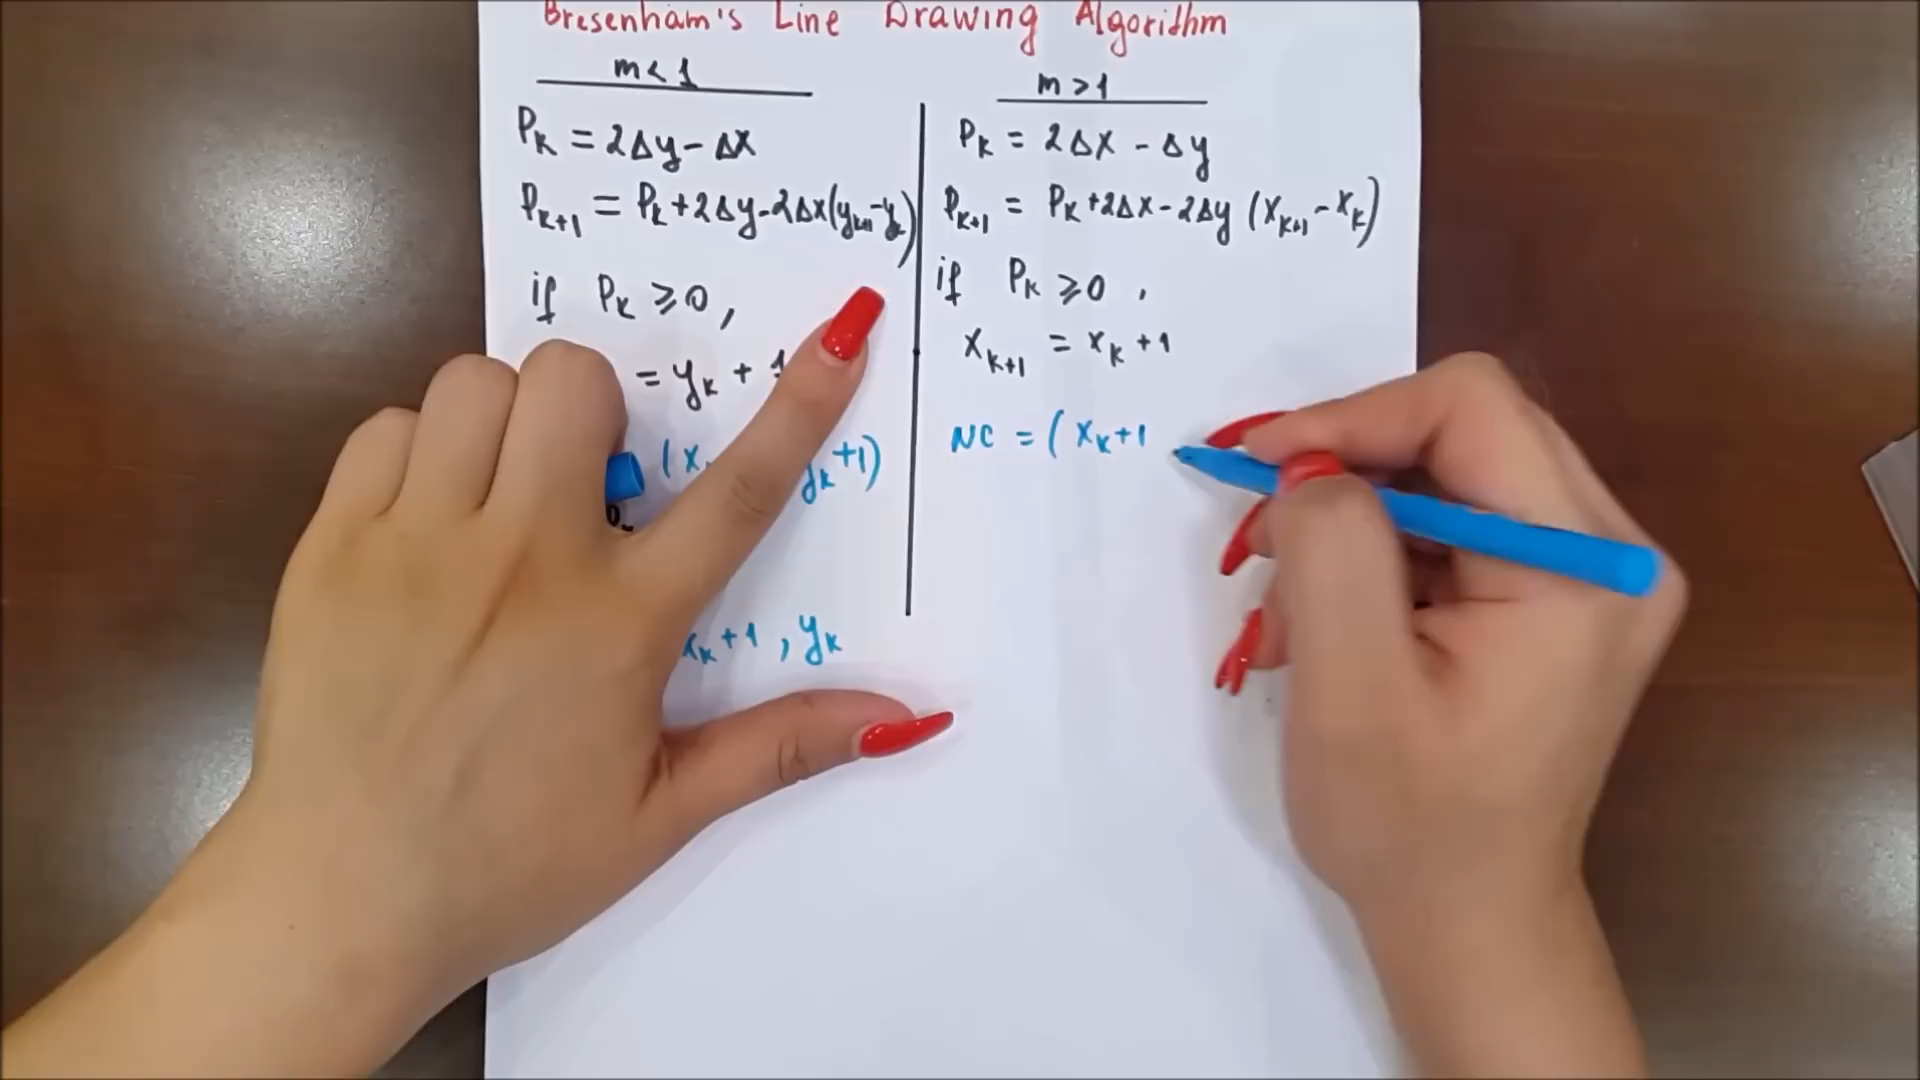 Bresenham's Line Drawing Algorithm
m < 1
Pk = 2Δy - Δx
Pk+1 = Pk + 2Δy - 2Δx(yk+1 - yk)
if Pk ≥ 0,
= yk + 1
(x yk+1)
xk+1, yk
m > 1
Pk = 2Δx - Δy
Pk+1 = Pk + 2Δx - 2Δy (xk+1 - xk)
if Pk ≥ 0,
xk+1 = xk + 1
NC = (xk+1